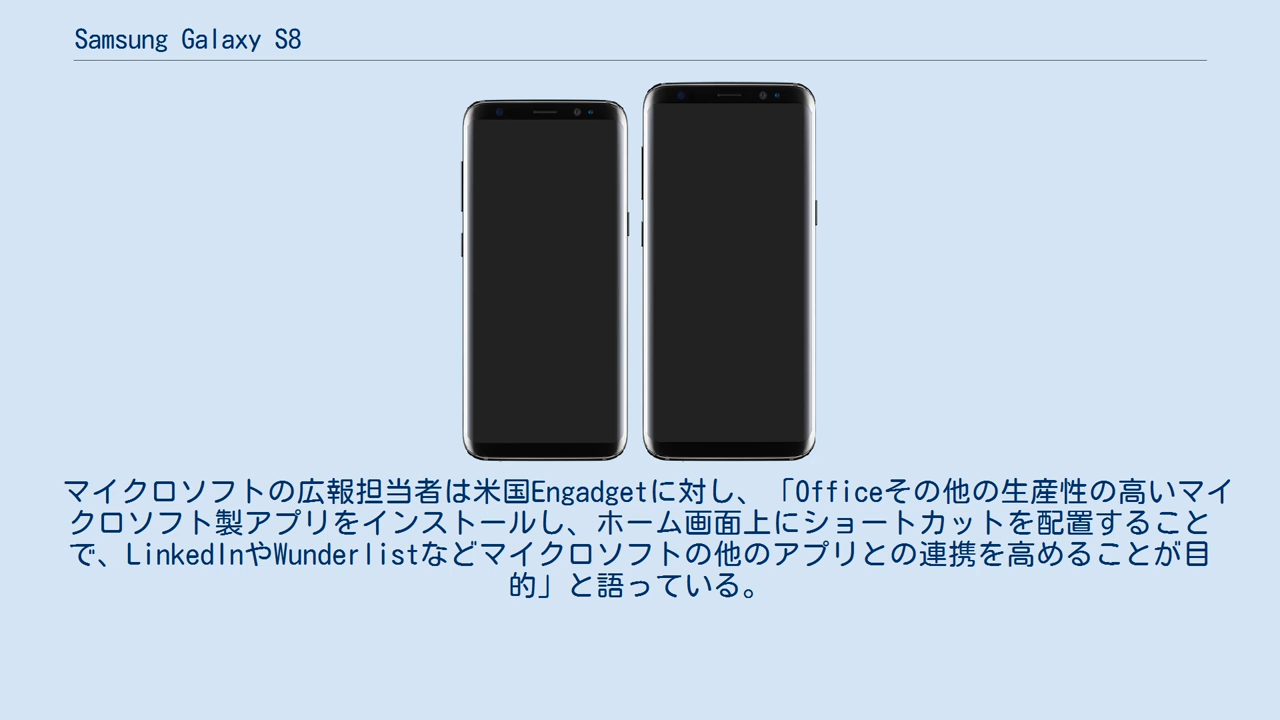 Samsung Galaxy S8
マイクロソフトの広報担当者は米国Engadgetに対し、「Officeその他の生産性の高いマイ
クロソフト製アプリをインストールし、ホーム画面上にショートカットを配置すること
で、LinkedInやWunderlistなどマイクロソフトの他のアプリとの連携を高めることが目
的」と語っている。